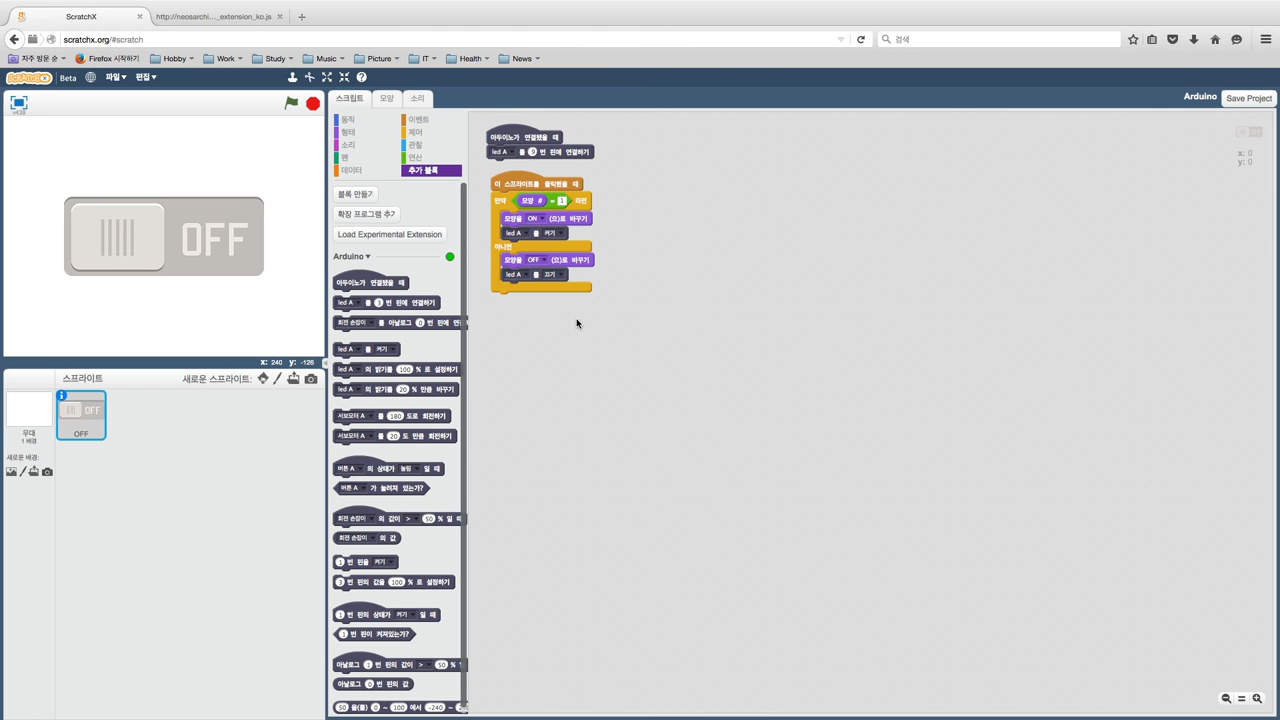 ScratchX
http://neosarchi..._extension_ko.js
scratchx.org/#scratch
검색
자주 방문 순
Firefox 시작하기
Hobby
Work
Study
Music
Picture
IT
Health
News
SCRATCHX
Beta
파일
편집
v439
OFF
x: 240 y: -126
스프라이트
새로운 스프라이트:
무대
1 배경
새로운 배경:
OFF
OFF
스크립트
모양
소리
동작
이벤트
형태
제어
소리
관찰
펜
연산
데이터
추가 블록
블록 만들기
확장 프로그램 추가
Load Experimental Extension
Arduino
아두이노가 연결됐을 때
led A 를 3 번 핀에 연결하기
회전 손잡이 를 아날로그 0 번 핀에 연결
led A 를 켜기
led A 의 밝기를 100 % 로 설정하기
led A 의 밝기를 20 % 만큼 바꾸기
서보모터 A 를 180 도로 회전하기
서보모터 A 를 20 도 만큼 회전하기
버튼 A 의 상태가 눌림 일 때
버튼 A 가 눌려져 있는가?
회전 손잡이 의 값이 > 50 % 일 때
회전 손잡이 의 값
1 번 핀을 켜기
3 번 핀의 값을 100 % 로 설정하기
1 번 핀의 상태가 켜기 일 때
1 번 핀이 켜져있는가?
아날로그 1 번 핀의 값이 > 50 % 일
아날로그 0 번 핀의 값
50 을(를) 0 ~ 100 에서 -240 ~
Arduino
Save Project
x: 0
y: 0
아두이노가 연결됐을 때
led A 를 9 번 핀에 연결하기
이 스프라이트를 클릭했을 때
만약 모양 # = 1 라면
모양을 ON (으)로 바꾸기
led A 를 켜기
아니면
모양을 OFF (으)로 바꾸기
led A 를 끄기